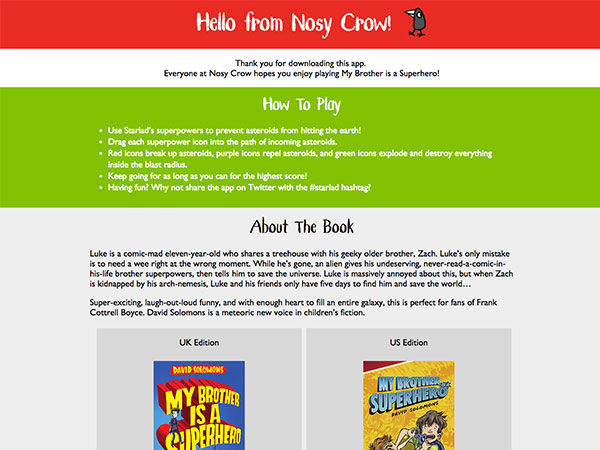 Hello from Nosy Crow!
Thank you for downloading this app.
Everyone at Nosy Crow hopes you enjoy playing My Brother is a Superhero!
How To Play
• Use Starlad's superpowers to prevent asteroids from hitting the earth!
• Drag each superpower icon into the path of incoming asteroids.
• Red icons break up asteroids, purple icons repel asteroids, and green icons explode and destroy everything
inside the blast radius.
• Keep going for as long as you can for the highest score!
• Having fun? Why not share the app on Twitter with the #starlad hashtag?
About The Book
Luke is a comic-mad eleven-year-old who shares a treehouse with his geeky older brother, Zach. Luke's only mistake
is to need a wee right at the wrong moment. While he's gone, an alien gives his undeserving, never-read-a-comic-in-
his-life brother superpowers, then tells him to save the universe. Luke is massively annoyed about this, but when Zach
is kidnapped by his arch-nemesis, Luke and his friends only have five days to find him and save the world…
Super-exciting, laugh-out-loud funny, and with enough heart to fill an entire galaxy, this is perfect for fans of Frank
Cottrell Boyce. David Solomons is a meteoric new voice in children's fiction.
UK Edition
US Edition
DAVID SOLOMONS
MY BROTHER
IS A
SUPERHERO
MY BROTHER IS A
SUPERHERO
DAVID SOLOMONS